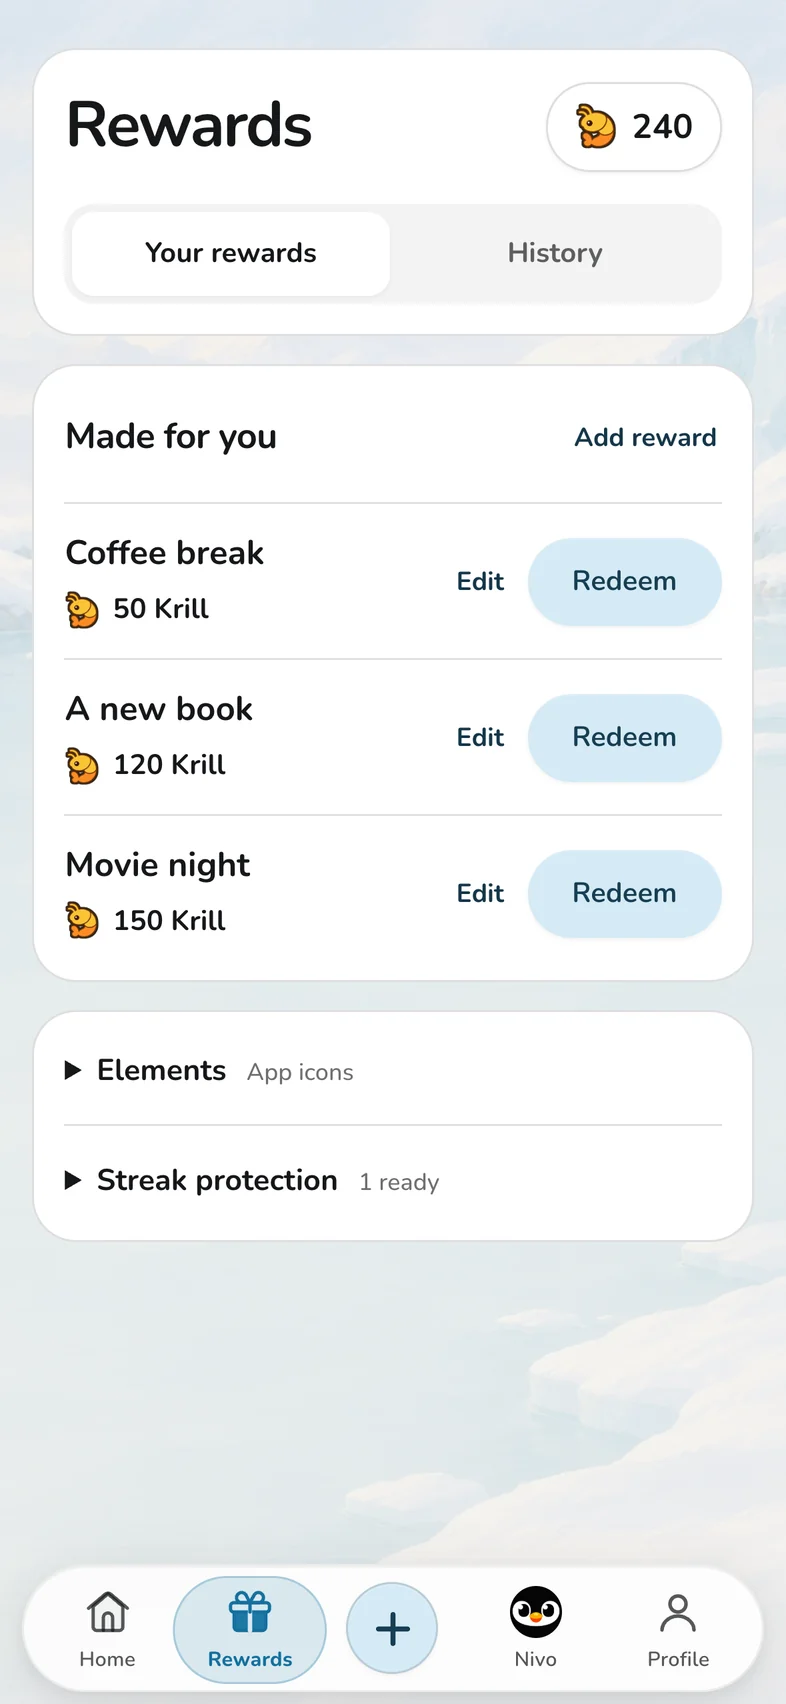 Rewards
240
Your rewards
History
Made for you
Add reward
Coffee break
50 Krill
Edit
Redeem
A new book
120 Krill
Edit
Redeem
Movie night
150 Krill
Edit
Redeem
Elements App icons
Streak protection 1 ready
Home
Rewards
Nivo
Profile